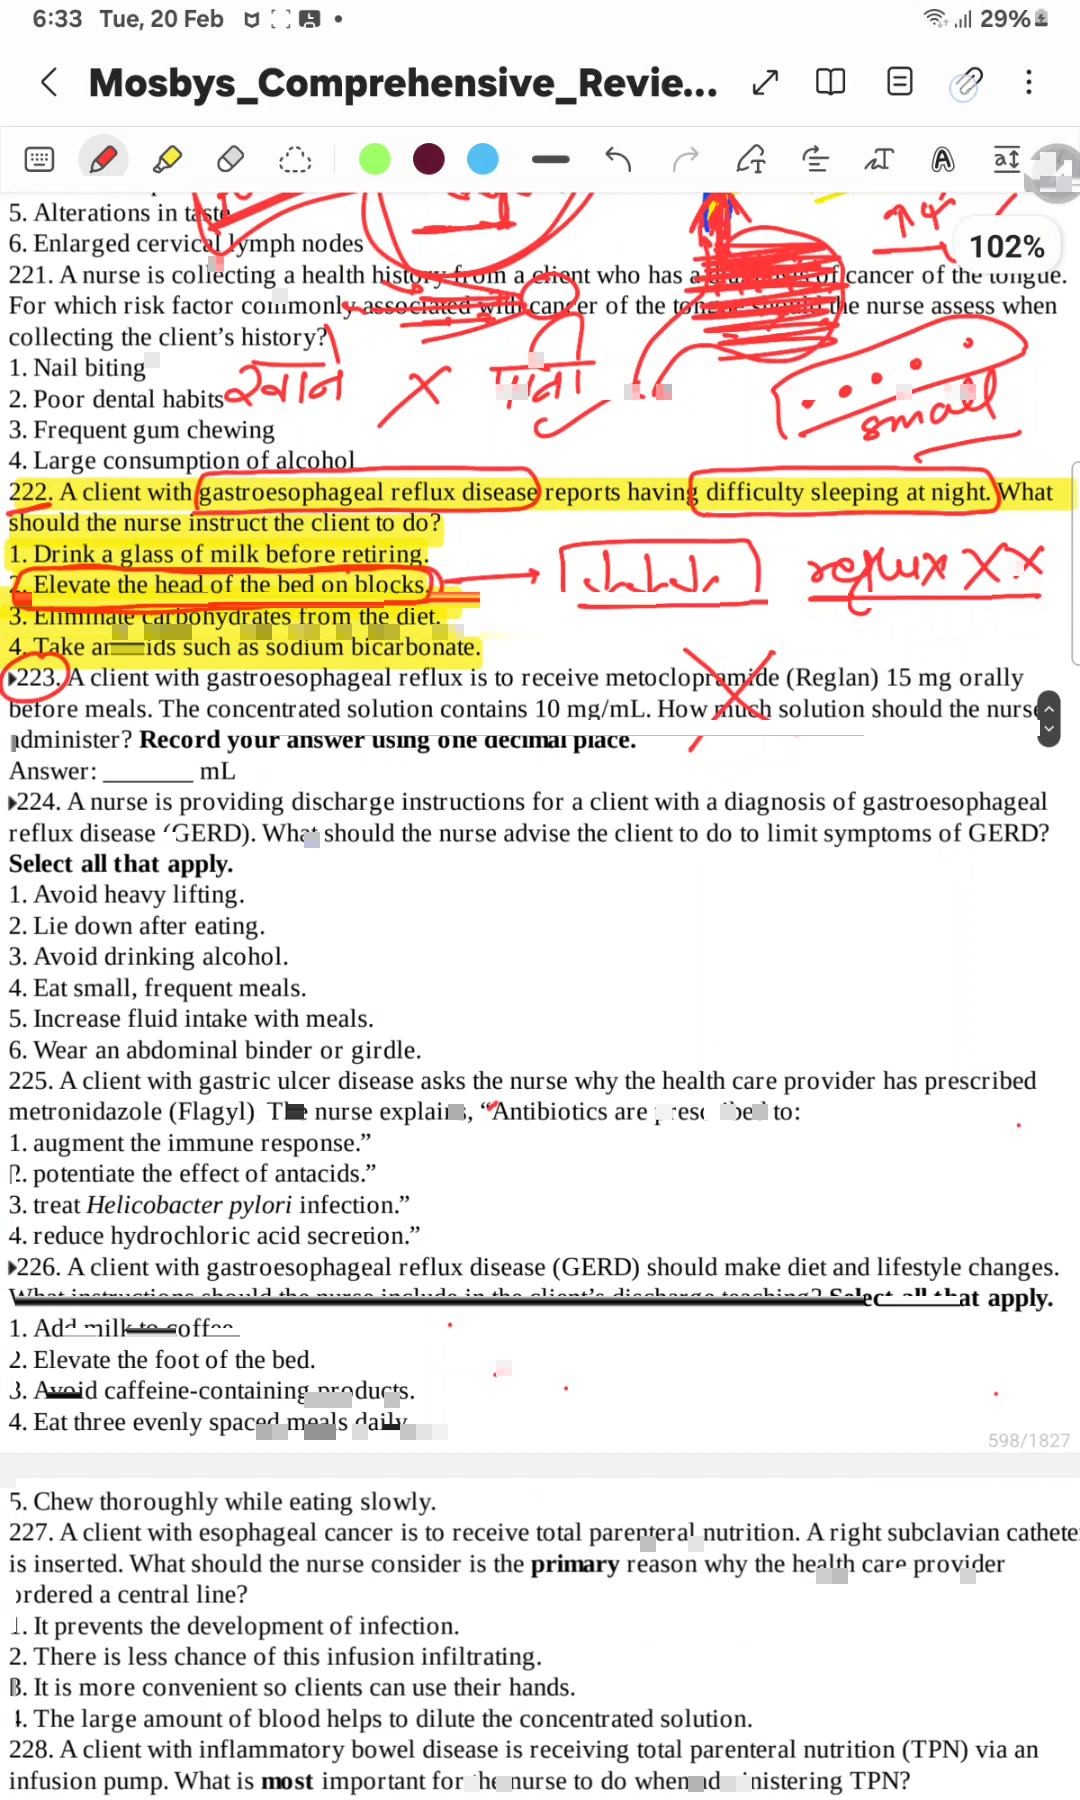 6:33 Tue, 20 Feb
29%
Mosbys_Comprehensive_Revie...
102%
5. Alterations in taste
6. Enlarged cervical lymph nodes
221. A nurse is collecting a health history from a client who has a of cancer of the tongue.
For which risk factor commonly associated with cancer of the tongue should the nurse assess when
collecting the client's history?
1. Nail biting
2. Poor dental habits
3. Frequent gum chewing
4. Large consumption of alcohol
small
222. A client with gastroesophageal reflux disease reports having difficulty sleeping at night. What
should the nurse instruct the client to do?
1. Drink a glass of milk before retiring.
2. Elevate the head of the bed on blocks.
reflux XX
3. Eliminate carbohydrates from the diet.
4. Take antacids such as sodium bicarbonate.
223. A client with gastroesophageal reflux is to receive metoclopramide (Reglan) 15 mg orally
before meals. The concentrated solution contains 10 mg/mL. How much solution should the nurse
administer? Record your answer using one decimal place.
Answer: _______ mL
224. A nurse is providing discharge instructions for a client with a diagnosis of gastroesophageal
reflux disease (GERD). What should the nurse advise the client to do to limit symptoms of GERD?
Select all that apply.
1. Avoid heavy lifting.
2. Lie down after eating.
3. Avoid drinking alcohol.
4. Eat small, frequent meals.
5. Increase fluid intake with meals.
6. Wear an abdominal binder or girdle.
225. A client with gastric ulcer disease asks the nurse why the health care provider has prescribed
metronidazole (Flagyl) The nurse explains, "Antibiotics are prescribed to:
1. augment the immune response."
2. potentiate the effect of antacids."
3. treat Helicobacter pylori infection."
4. reduce hydrochloric acid secretion."
226. A client with gastroesophageal reflux disease (GERD) should make diet and lifestyle changes.
What instructions should the nurse include in the client's discharge teaching? Select all that apply.
1. Add milk to coffee
2. Elevate the foot of the bed.
3. Avoid caffeine-containing products.
4. Eat three evenly spaced meals daily
598/1827
5. Chew thoroughly while eating slowly.
227. A client with esophageal cancer is to receive total parenteral nutrition. A right subclavian cathete
is inserted. What should the nurse consider is the primary reason why the health care provider
ordered a central line?
1. It prevents the development of infection.
2. There is less chance of this infusion infiltrating.
3. It is more convenient so clients can use their hands.
4. The large amount of blood helps to dilute the concentrated solution.
228. A client with inflammatory bowel disease is receiving total parenteral nutrition (TPN) via an
infusion pump. What is most important for the nurse to do when administering TPN?